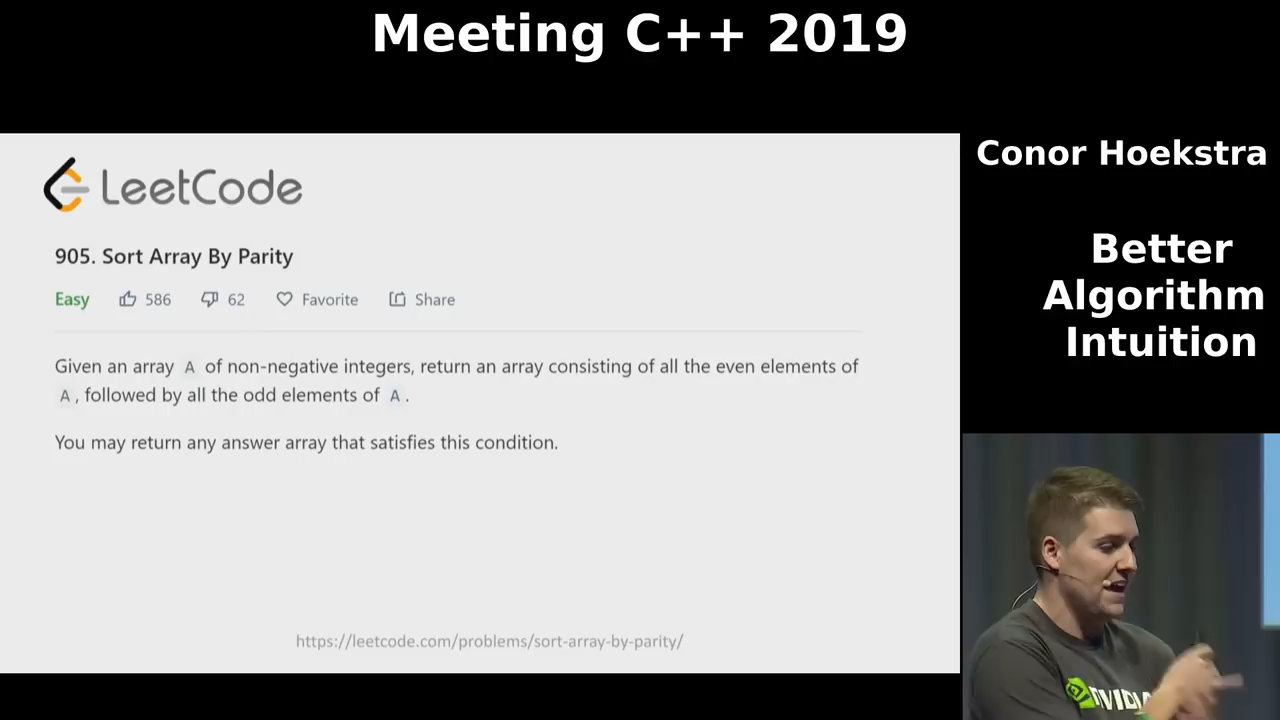 Meeting C++ 2019
LeetCode
905. Sort Array By Parity
Easy 586 62 Favorite Share
Given an array A of non-negative integers, return an array consisting of all the even elements of
A, followed by all the odd elements of A.
You may return any answer array that satisfies this condition.
https://leetcode.com/problems/sort-array-by-parity/
Conor Hoekstra
Better
Algorithm
Intuition
NVIDIA